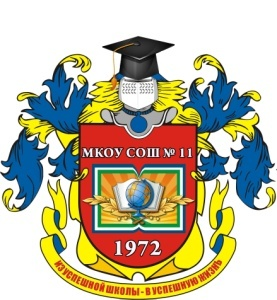 МКОУ СОШ № 11
1972
ИЗ УСПЕШНОЙ ШКОЛЫ - В УСПЕШНУЮ ЖИЗНЬ